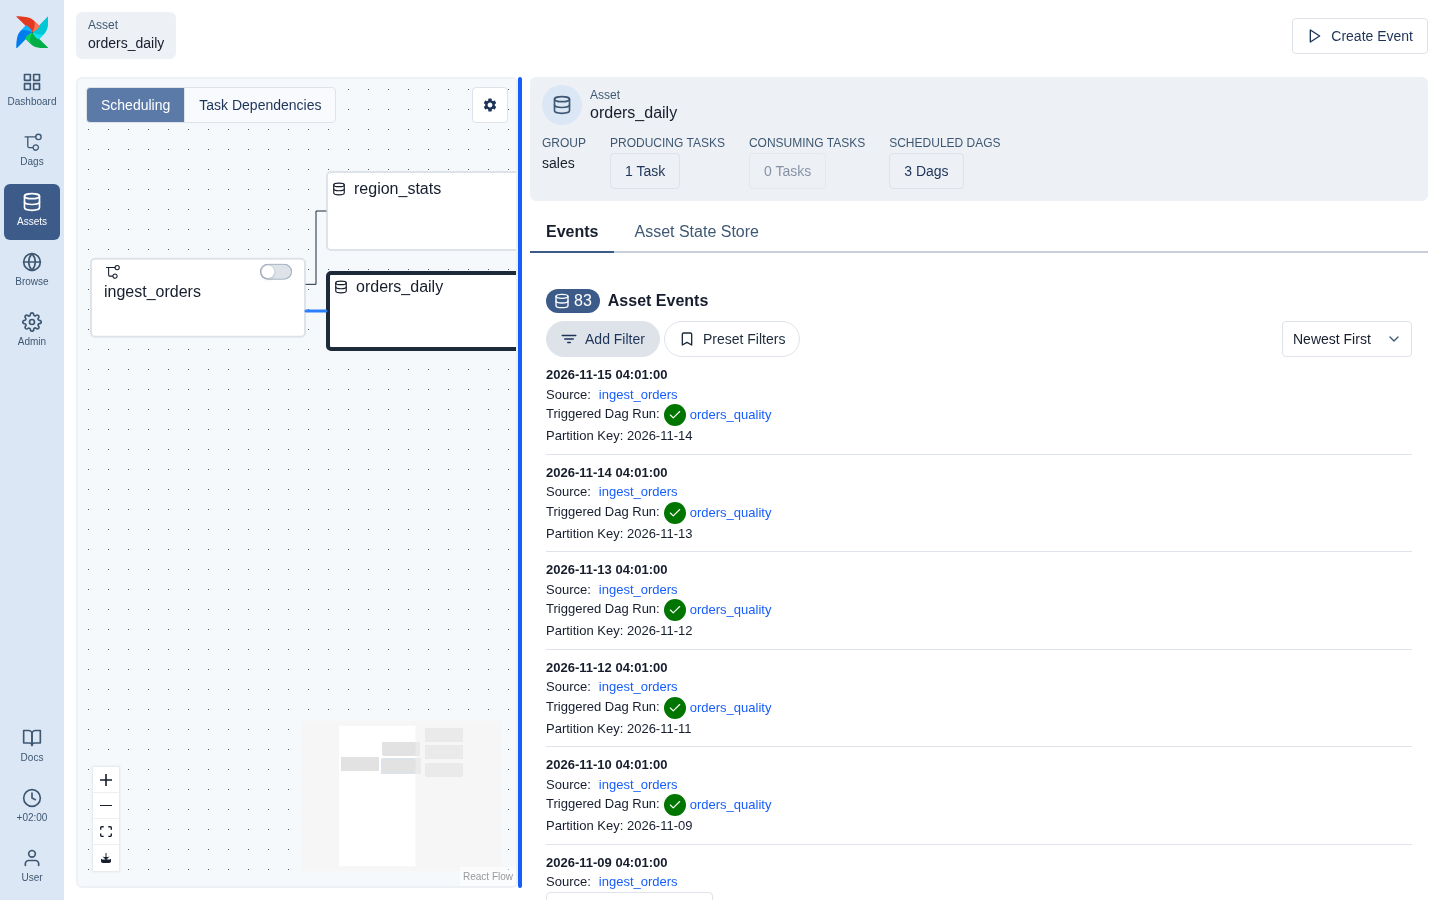 Asset
orders_daily
Create Event
Dashboard
Dags
Assets
Browse
Admin
Docs
+02:00
User
Scheduling
Task Dependencies
region_stats
ingest_orders
orders_daily
React Flow
Asset
orders_daily
GROUP
sales
PRODUCING TASKS
1 Task
CONSUMING TASKS
0 Tasks
SCHEDULED DAGS
3 Dags
Events
Asset State Store
83 Asset Events
Add Filter
Preset Filters
Newest First
2026-11-15 04:01:00
Source: ingest_orders
Triggered Dag Run: orders_quality
Partition Key: 2026-11-14
2026-11-14 04:01:00
Source: ingest_orders
Triggered Dag Run: orders_quality
Partition Key: 2026-11-13
2026-11-13 04:01:00
Source: ingest_orders
Triggered Dag Run: orders_quality
Partition Key: 2026-11-12
2026-11-12 04:01:00
Source: ingest_orders
Triggered Dag Run: orders_quality
Partition Key: 2026-11-11
2026-11-10 04:01:00
Source: ingest_orders
Triggered Dag Run: orders_quality
Partition Key: 2026-11-09
2026-11-09 04:01:00
Source: ingest_orders